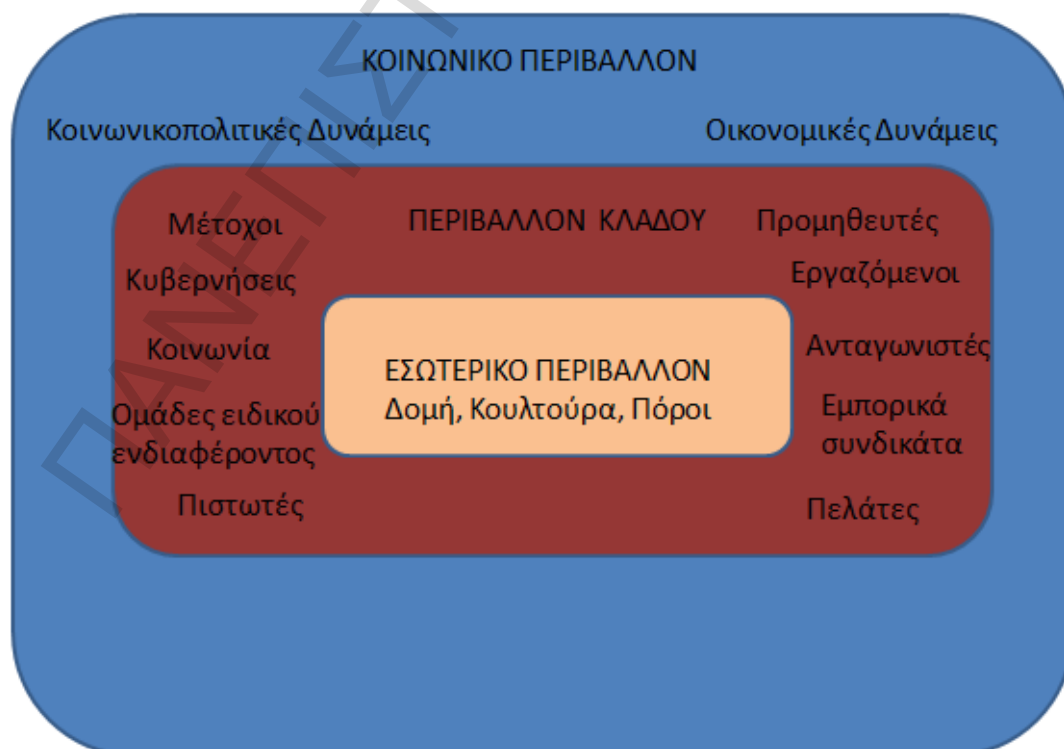 ΚΟΙΝΩΝΙΚΟ ΠΕΡΙΒΑΛΛΟΝ
Κοινωνικοπολιτικές Δυνάμεις
Οικονομικές Δυνάμεις
ΠΕΡΙΒΑΛΛΟΝ ΚΛΑΔΟΥ
Μέτοχοι
Κυβερνήσεις
Κοινωνία
Ομάδες ειδικού
ενδιαφέροντος
Πιστωτές
Προμηθευτές
Εργαζόμενοι
Ανταγωνιστές
Εμπορικά
συνδικάτα
Πελάτες
ΕΣΩΤΕΡΙΚΟ ΠΕΡΙΒΑΛΛΟΝ
Δομή, Κουλτούρα, Πόροι
ΠΑΝΕΠΙΣΤ